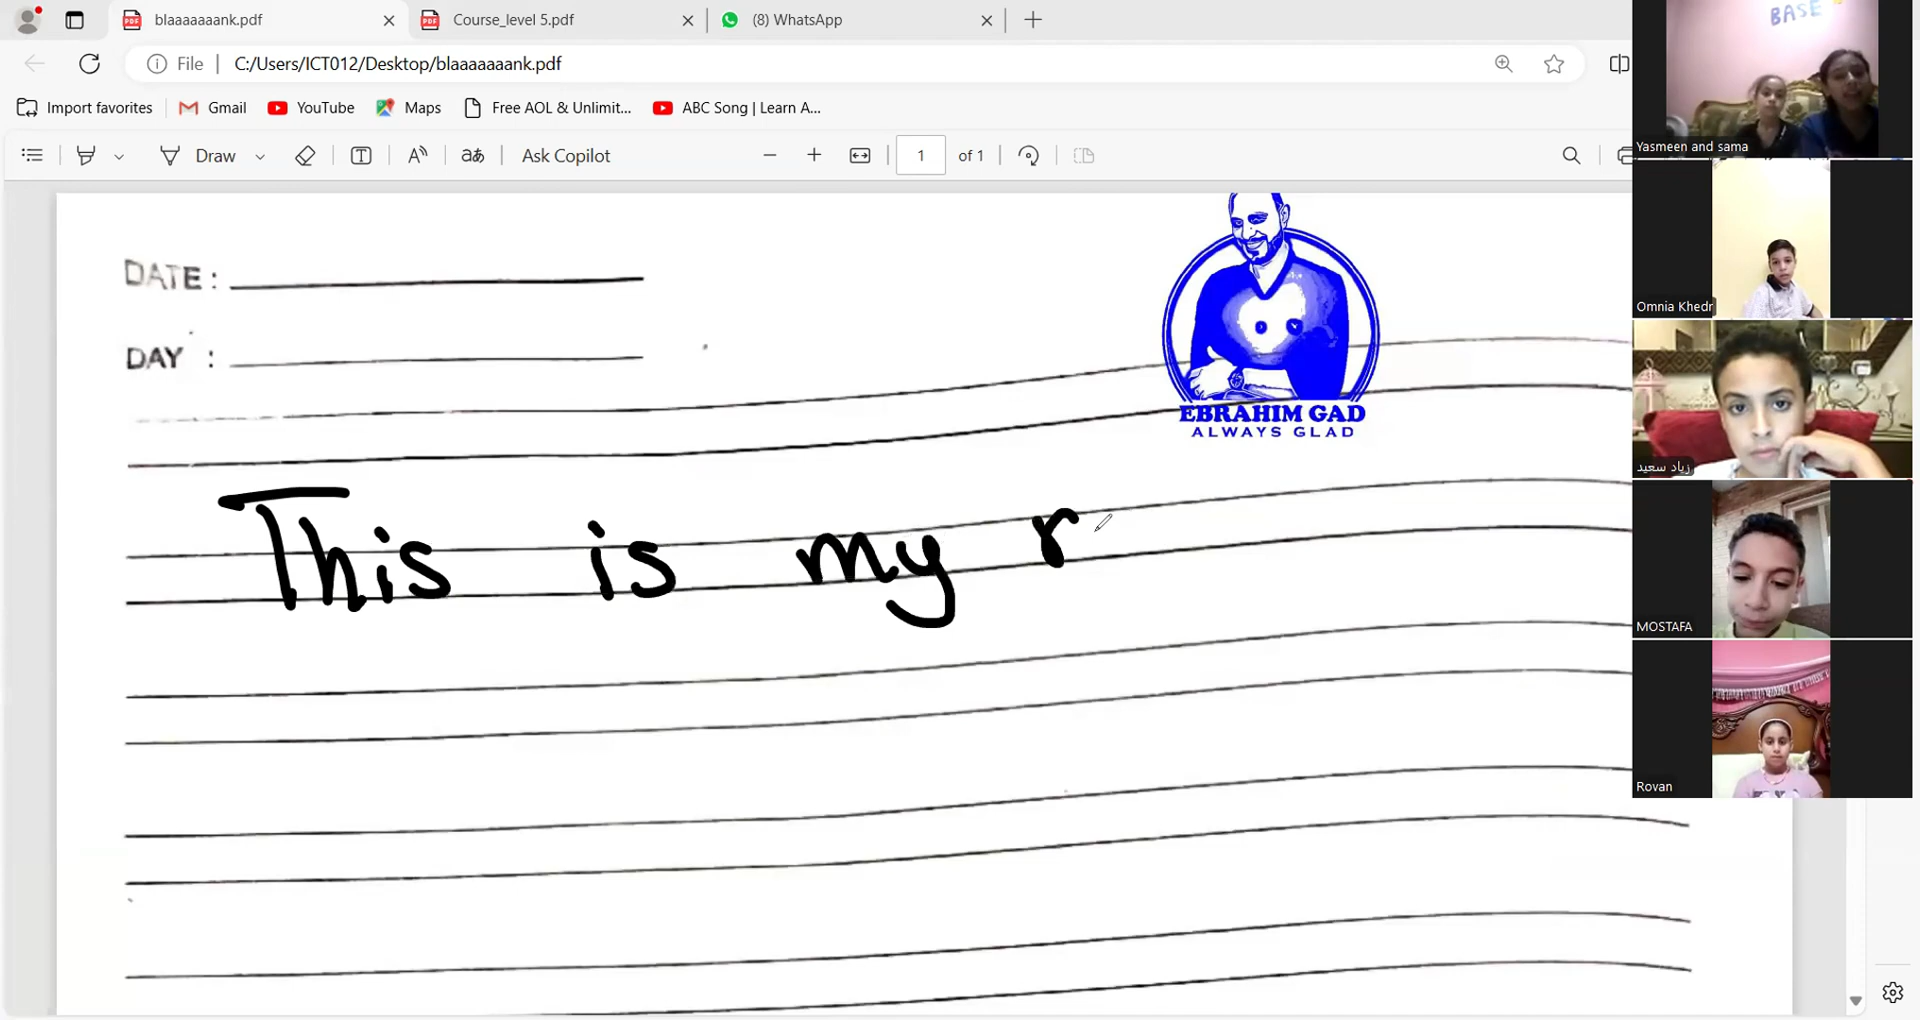 blaaaaaaank.pdf
Course_level 5.pdf
(8) WhatsApp
File
C:/Users/ICT012/Desktop/blaaaaaaank.pdf
Import favorites
Gmail
YouTube
Maps
Free AOL & Unlimit...
ABC Song | Learn A...
Draw
Ask Copilot
1 of 1
DATE :
DAY :
EBRAHIM GAD
ALWAYS GLAD
This is my r
BASE
Yasmeen and sama
Omnia Khedr
زياد سعيد
MOSTAFA
Rovan